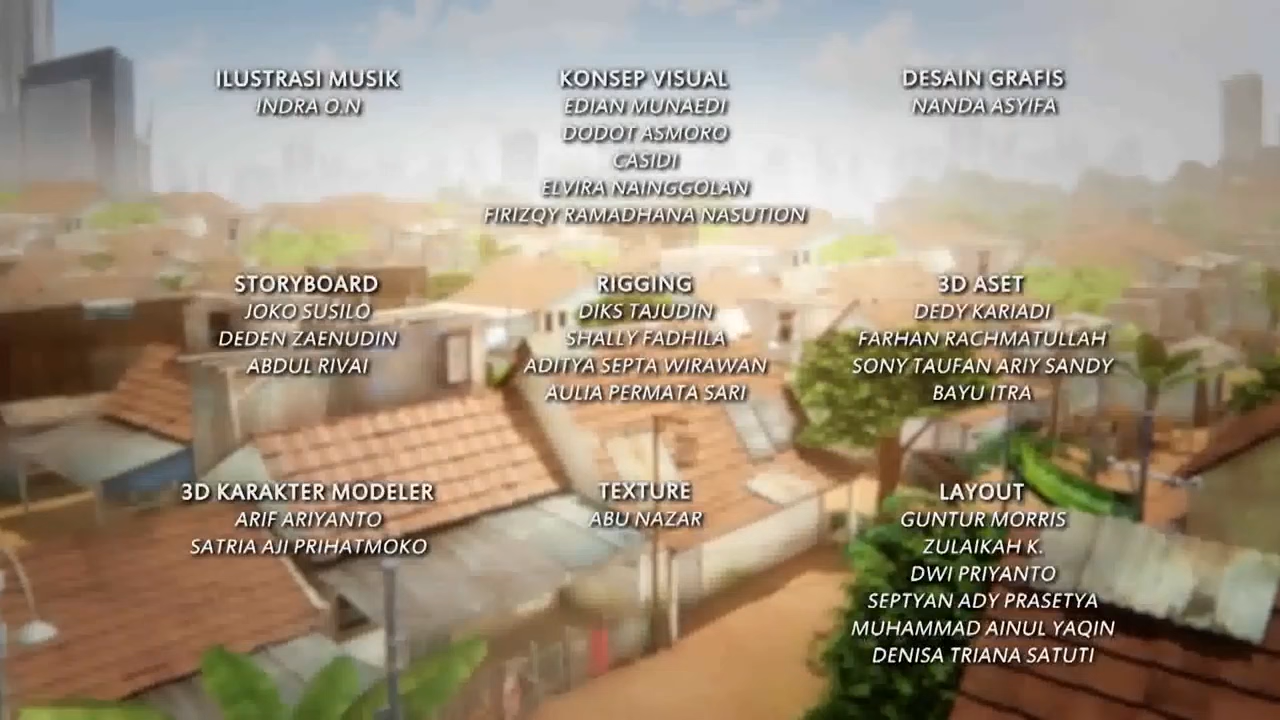 ILUSTRASI MUSIK
INDRA O.N
KONSEP VISUAL
EDIAN MUNAEDI
DODOT ASMORO
CASIDI
ELVIRA NAINGGOLAN
FIRIZQY RAMADHANA NASUTION
DESAIN GRAFIS
NANDA ASYIFA
STORYBOARD
JOKO SUSILO
DEDEN ZAENUDIN
ABDUL RIVAI
RIGGING
DIKS TAJUDIN
SHALLY FADHILA
ADITYA SEPTA WIRAWAN
AULIA PERMATA SARI
3D ASET
DEDY KARIADI
FARHAN RACHMATULLAH
SONY TAUFAN ARIY SANDY
BAYU ITRA
3D KARAKTER MODELER
ARIF ARIYANTO
SATRIA AJI PRIHATMOKO
TEXTURE
ABU NAZAR
LAYOUT
GUNTUR MORRIS
ZULAIKAH K.
DWI PRIYANTO
SEPTYAN ADY PRASETYA
MUHAMMAD AINUL YAQIN
DENISA TRIANA SATUTI